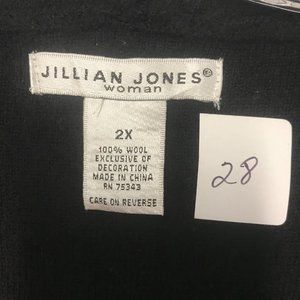 JILLIAN JONES®
woman
2X
100% WOOL
EXCLUSIVE OF
DECORATION
MADE IN CHINA
RN 75343
CARE ON REVERSE
28